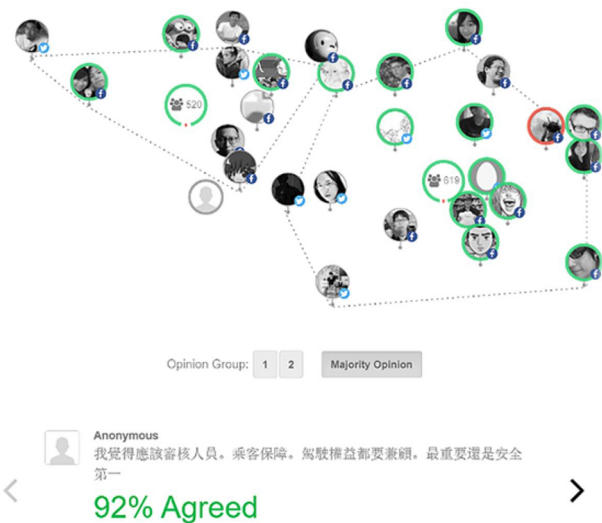 520
619
Opinion Group: 1 2 Majority Opinion
Anonymous
我覺得應該審核人員。乘客保障。駕駛權益都要兼顧。最重要還是安全
第一
92% Agreed